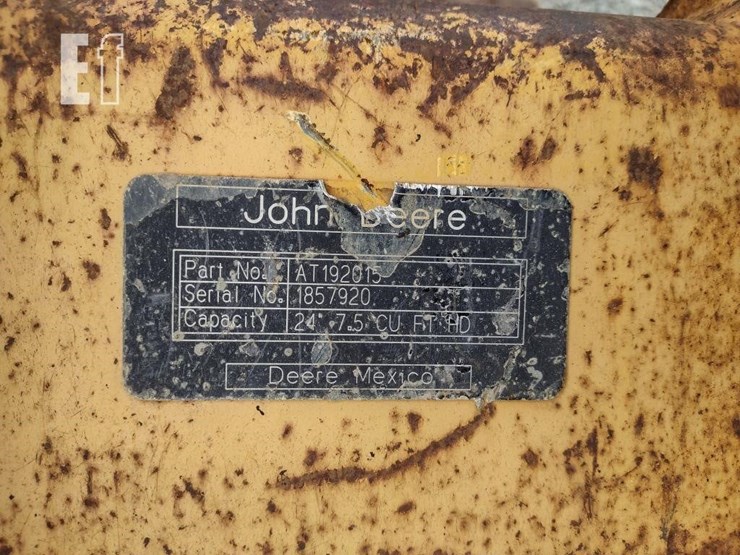 Ef
John Deere
Part No. AT192015
Serial No. 1857920
Capacity 24" 7.5 CU FT HD
Deere Mexico